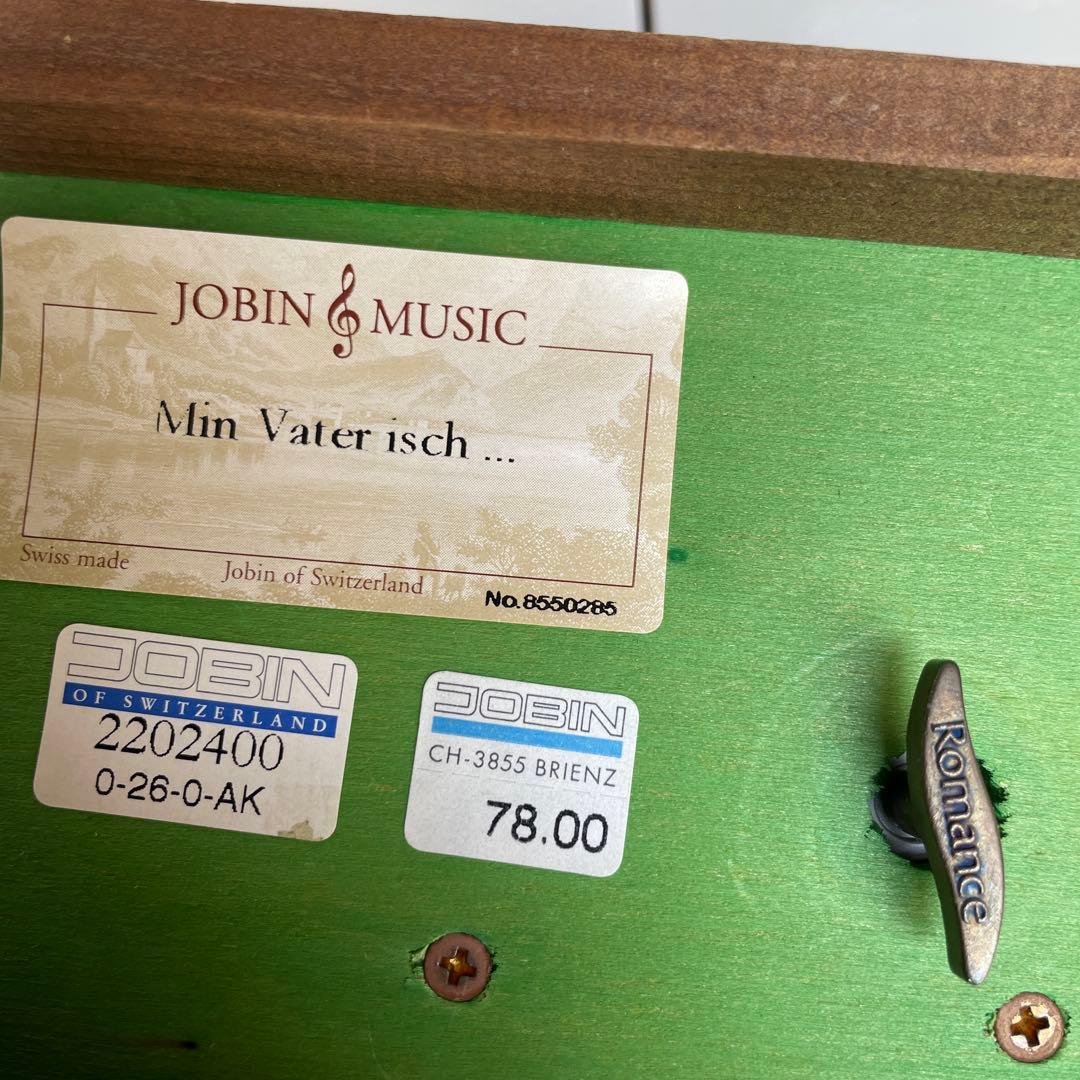 JOBIN MUSIC
Min Vater isch ...
Swiss made
Jobin of Switzerland
No.8550285
JOBIN
OF SWITZERLAND
2202400
0-26-0-AK
JOBIN
CH-3855 BRIENZ
78.00
Romance